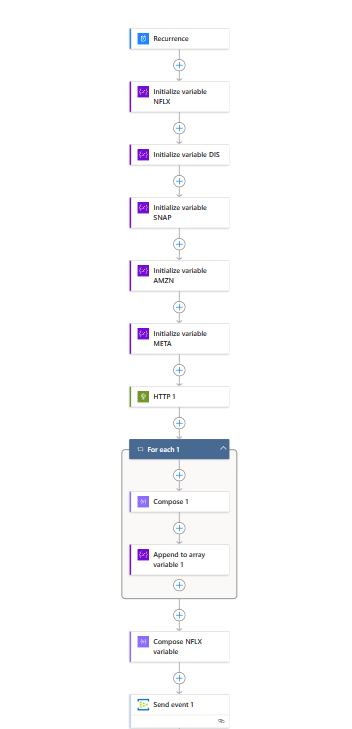 Recurrence
Initialize variable
NFLX
Initialize variable DIS
Initialize variable
SNAP
Initialize variable
AMZN
Initialize variable
META
HTTP 1
For each 1
Compose 1
Append to array
variable 1
Compose NFLX
variable
Send event 1